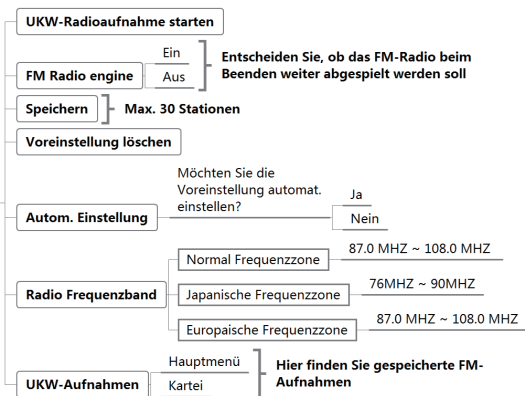 UKW-Radioaufnahme starten
FM Radio engine
Ein
Aus
Entscheiden Sie, ob das FM-Radio beim
Beenden weiter abgespielt werden soll
Speichern
Max. 30 Stationen
Voreinstellung löschen
Autom. Einstellung
Möchten Sie die
Voreinstellung automat.
einstellen?
Ja
Nein
Radio Frequenzband
Normal Frequenzzone
87.0 MHZ ~ 108.0 MHZ
Japanische Frequenzzone
76MHZ ~ 90MHZ
Europaische Frequenzzone
87.0 MHZ ~ 108.0 MHZ
UKW-Aufnahmen
Hauptmenü
Kartei
Hier finden Sie gespeicherte FM-
Aufnahmen